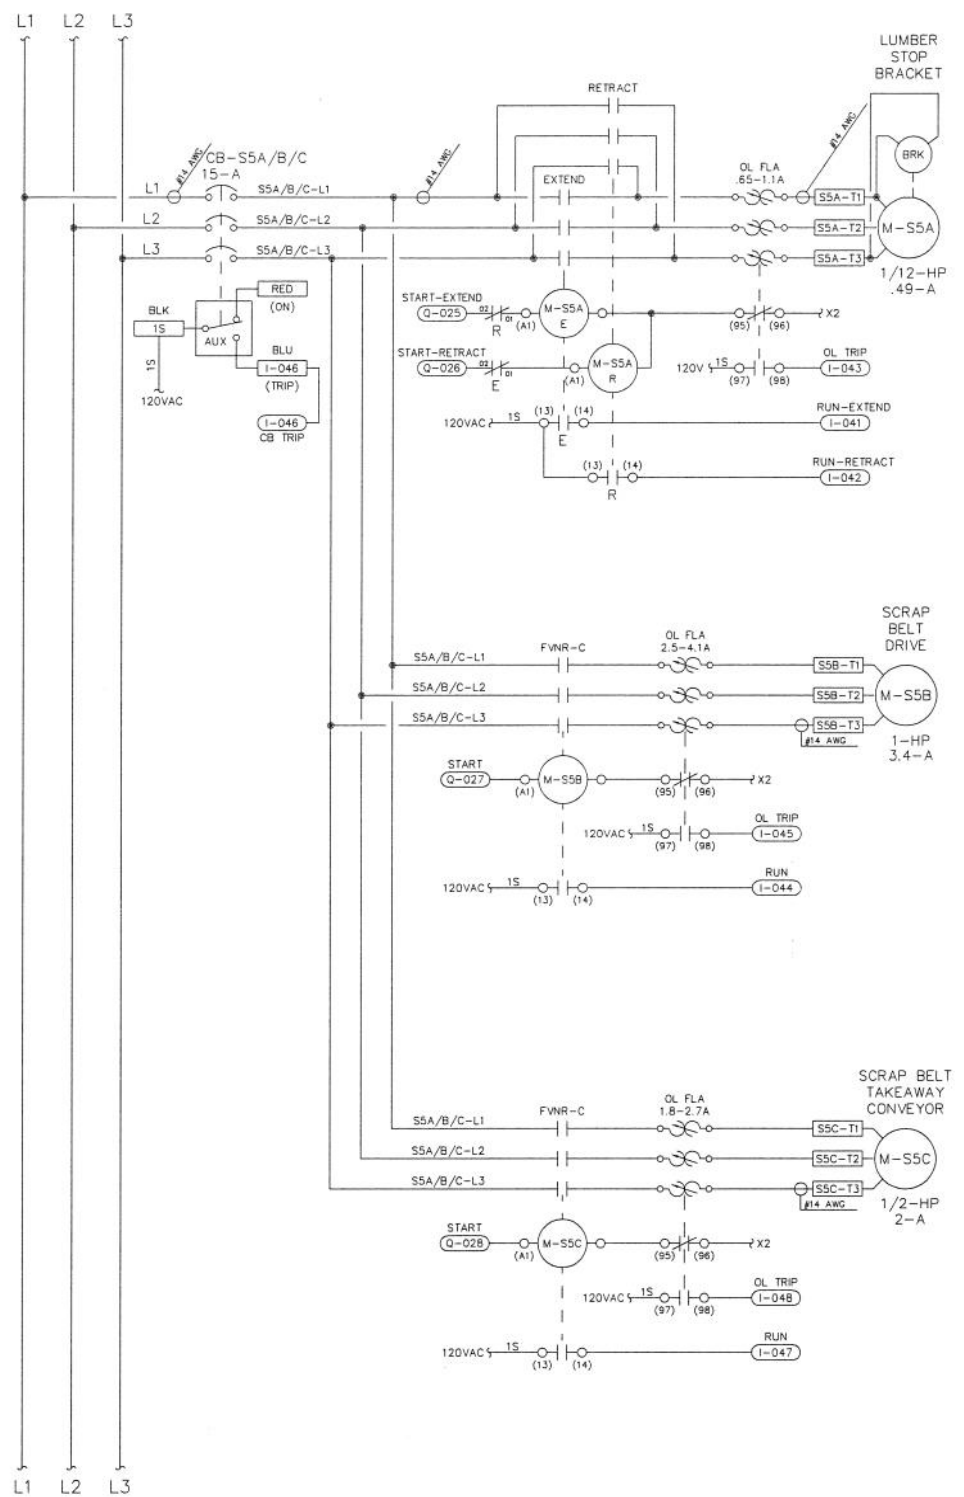 L1 L2 L3
LUMBER
STOP
BRACKET
RETRACT
#14 AWG
CB-S5A/B/C
15-A
#14 AWG
#14 AWG
BRK
OL FLA
.65-1.1A
EXTEND
L1 S5A/B/C-L1 S5A-T1
L2 S5A/B/C-L2 S5A-T2 M-S5A
L3 S5A/B/C-L3 S5A-T3
1/12-HP
.49-A
RED
(ON)
BLK
1S
AUX
1S
120VAC
BLU
I-046
(TRIP)
I-046
CB TRIP
START-EXTEND
Q-025 02 01 R (A1) M-S5A E (95) (96) X2
START-RETRACT
Q-026 02 01 E (A1) M-S5A R
OL TRIP
120V 1S (97) (98) I-043
RUN-EXTEND
120VAC 1S (13) (14) E I-041
RUN-RETRACT
(13) (14) R I-042
SCRAP
BELT
DRIVE
OL FLA
2.5-4.1A
FVNR-C
S5A/B/C-L1 S5B-T1
S5A/B/C-L2 S5B-T2 M-S5B
S5A/B/C-L3 S5B-T3
#14 AWG
1-HP
3.4-A
START
Q-027 (A1) M-S5B (95) (96) X2
OL TRIP
120VAC 1S (97) (98) I-045
RUN
120VAC 1S (13) (14) I-044
SCRAP BELT
TAKEAWAY
CONVEYOR
OL FLA
1.8-2.7A
FVNR-C
S5A/B/C-L1 S5C-T1
S5A/B/C-L2 S5C-T2 M-S5C
S5A/B/C-L3 S5C-T3
#14 AWG
1/2-HP
2-A
START
Q-028 (A1) M-S5C (95) (96) X2
OL TRIP
120VAC 1S (97) (98) I-048
RUN
120VAC 1S (13) (14) I-047
L1 L2 L3